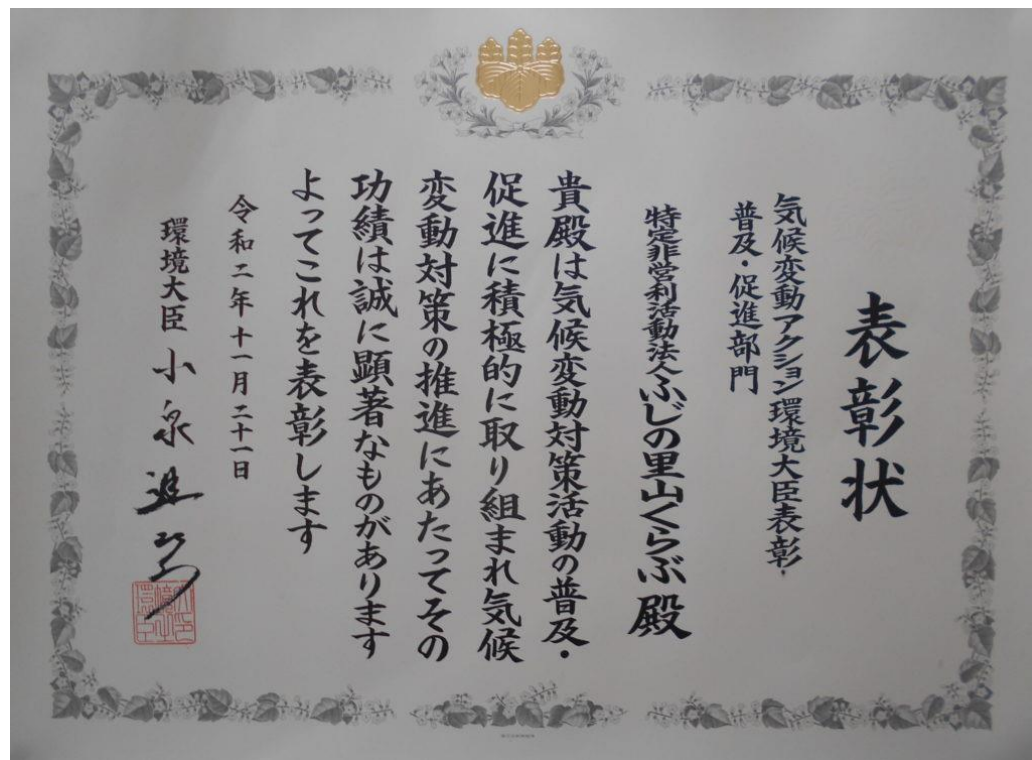 表彰状
気候変動アクション環境大臣表彰・
普及・促進部門
特定非営利活動法人ふじの里山くらぶ 殿
貴殿は気候変動対策活動の普及・
促進に積極的に取り組まれ気候
変動対策の推進にあたってその
功績は誠に顕著なものがあります
よってこれを表彰します
令和二年十一月二十一日
環境大臣 小泉進次郎